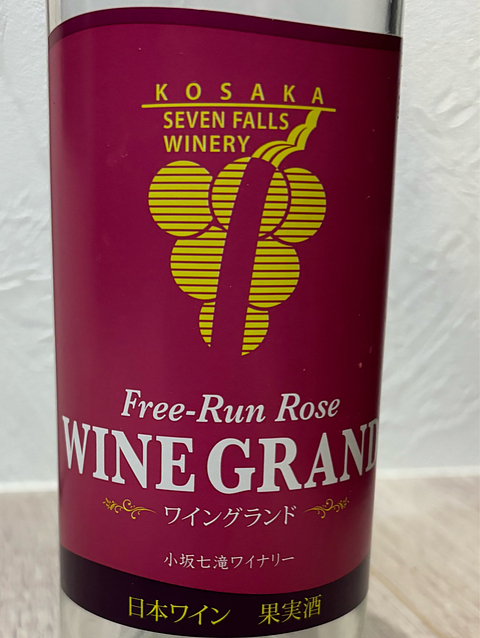 KOSAKA
SEVEN FALLS
WINERY
Free-Run Rose
WINE GRAND
ワイングランド
小坂七滝ワイナリー
日本ワイン 果実酒